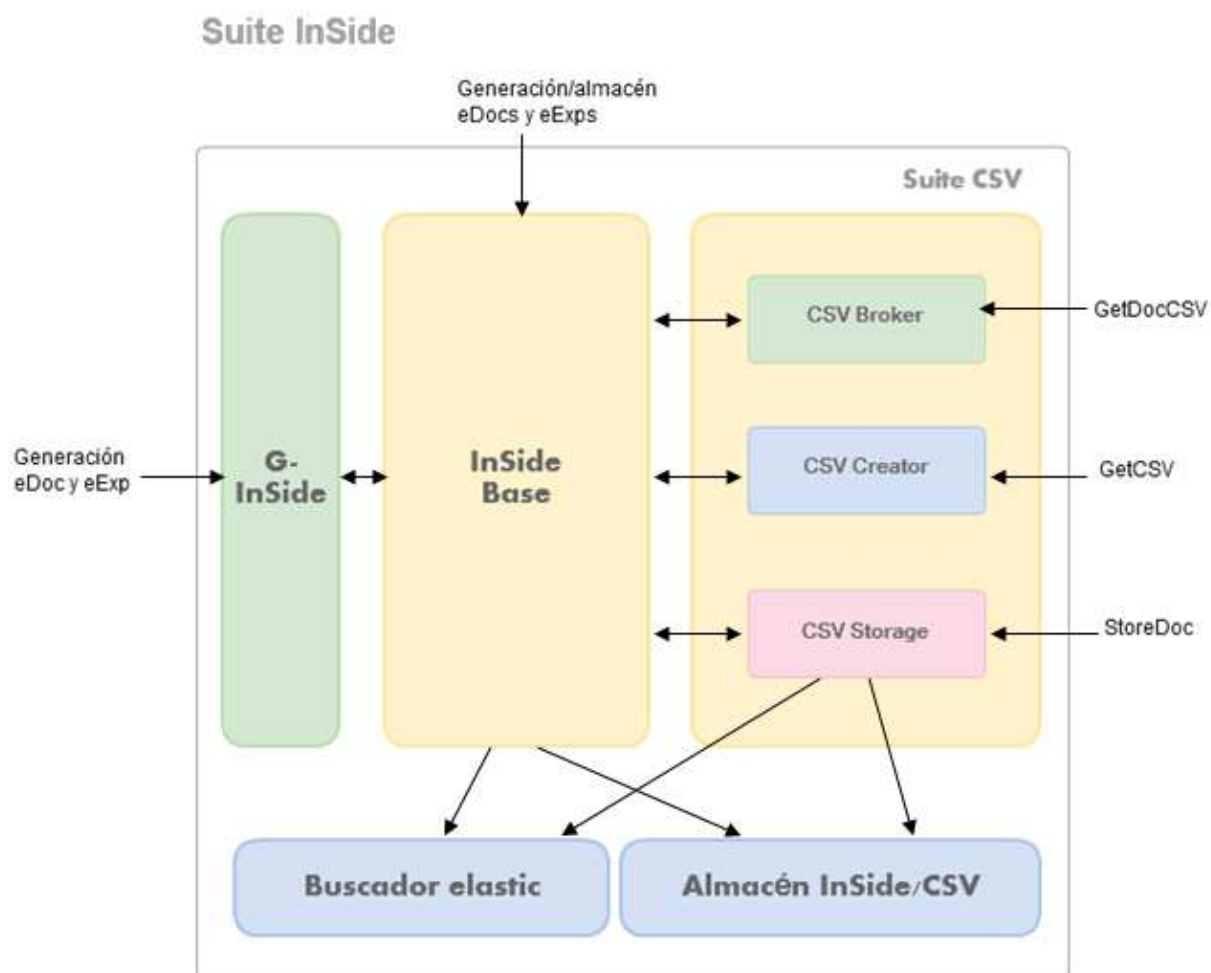 Suite InSide
Generación/almacén
eDocs y eExps
Suite CSV
CSV Broker
GetDocCSV
Generación
eDoc y eExp
G-
InSide
InSide
Base
CSV Creator
GetCSV
CSV Storage
StoreDoc
Buscador elastic
Almacén InSide/CSV